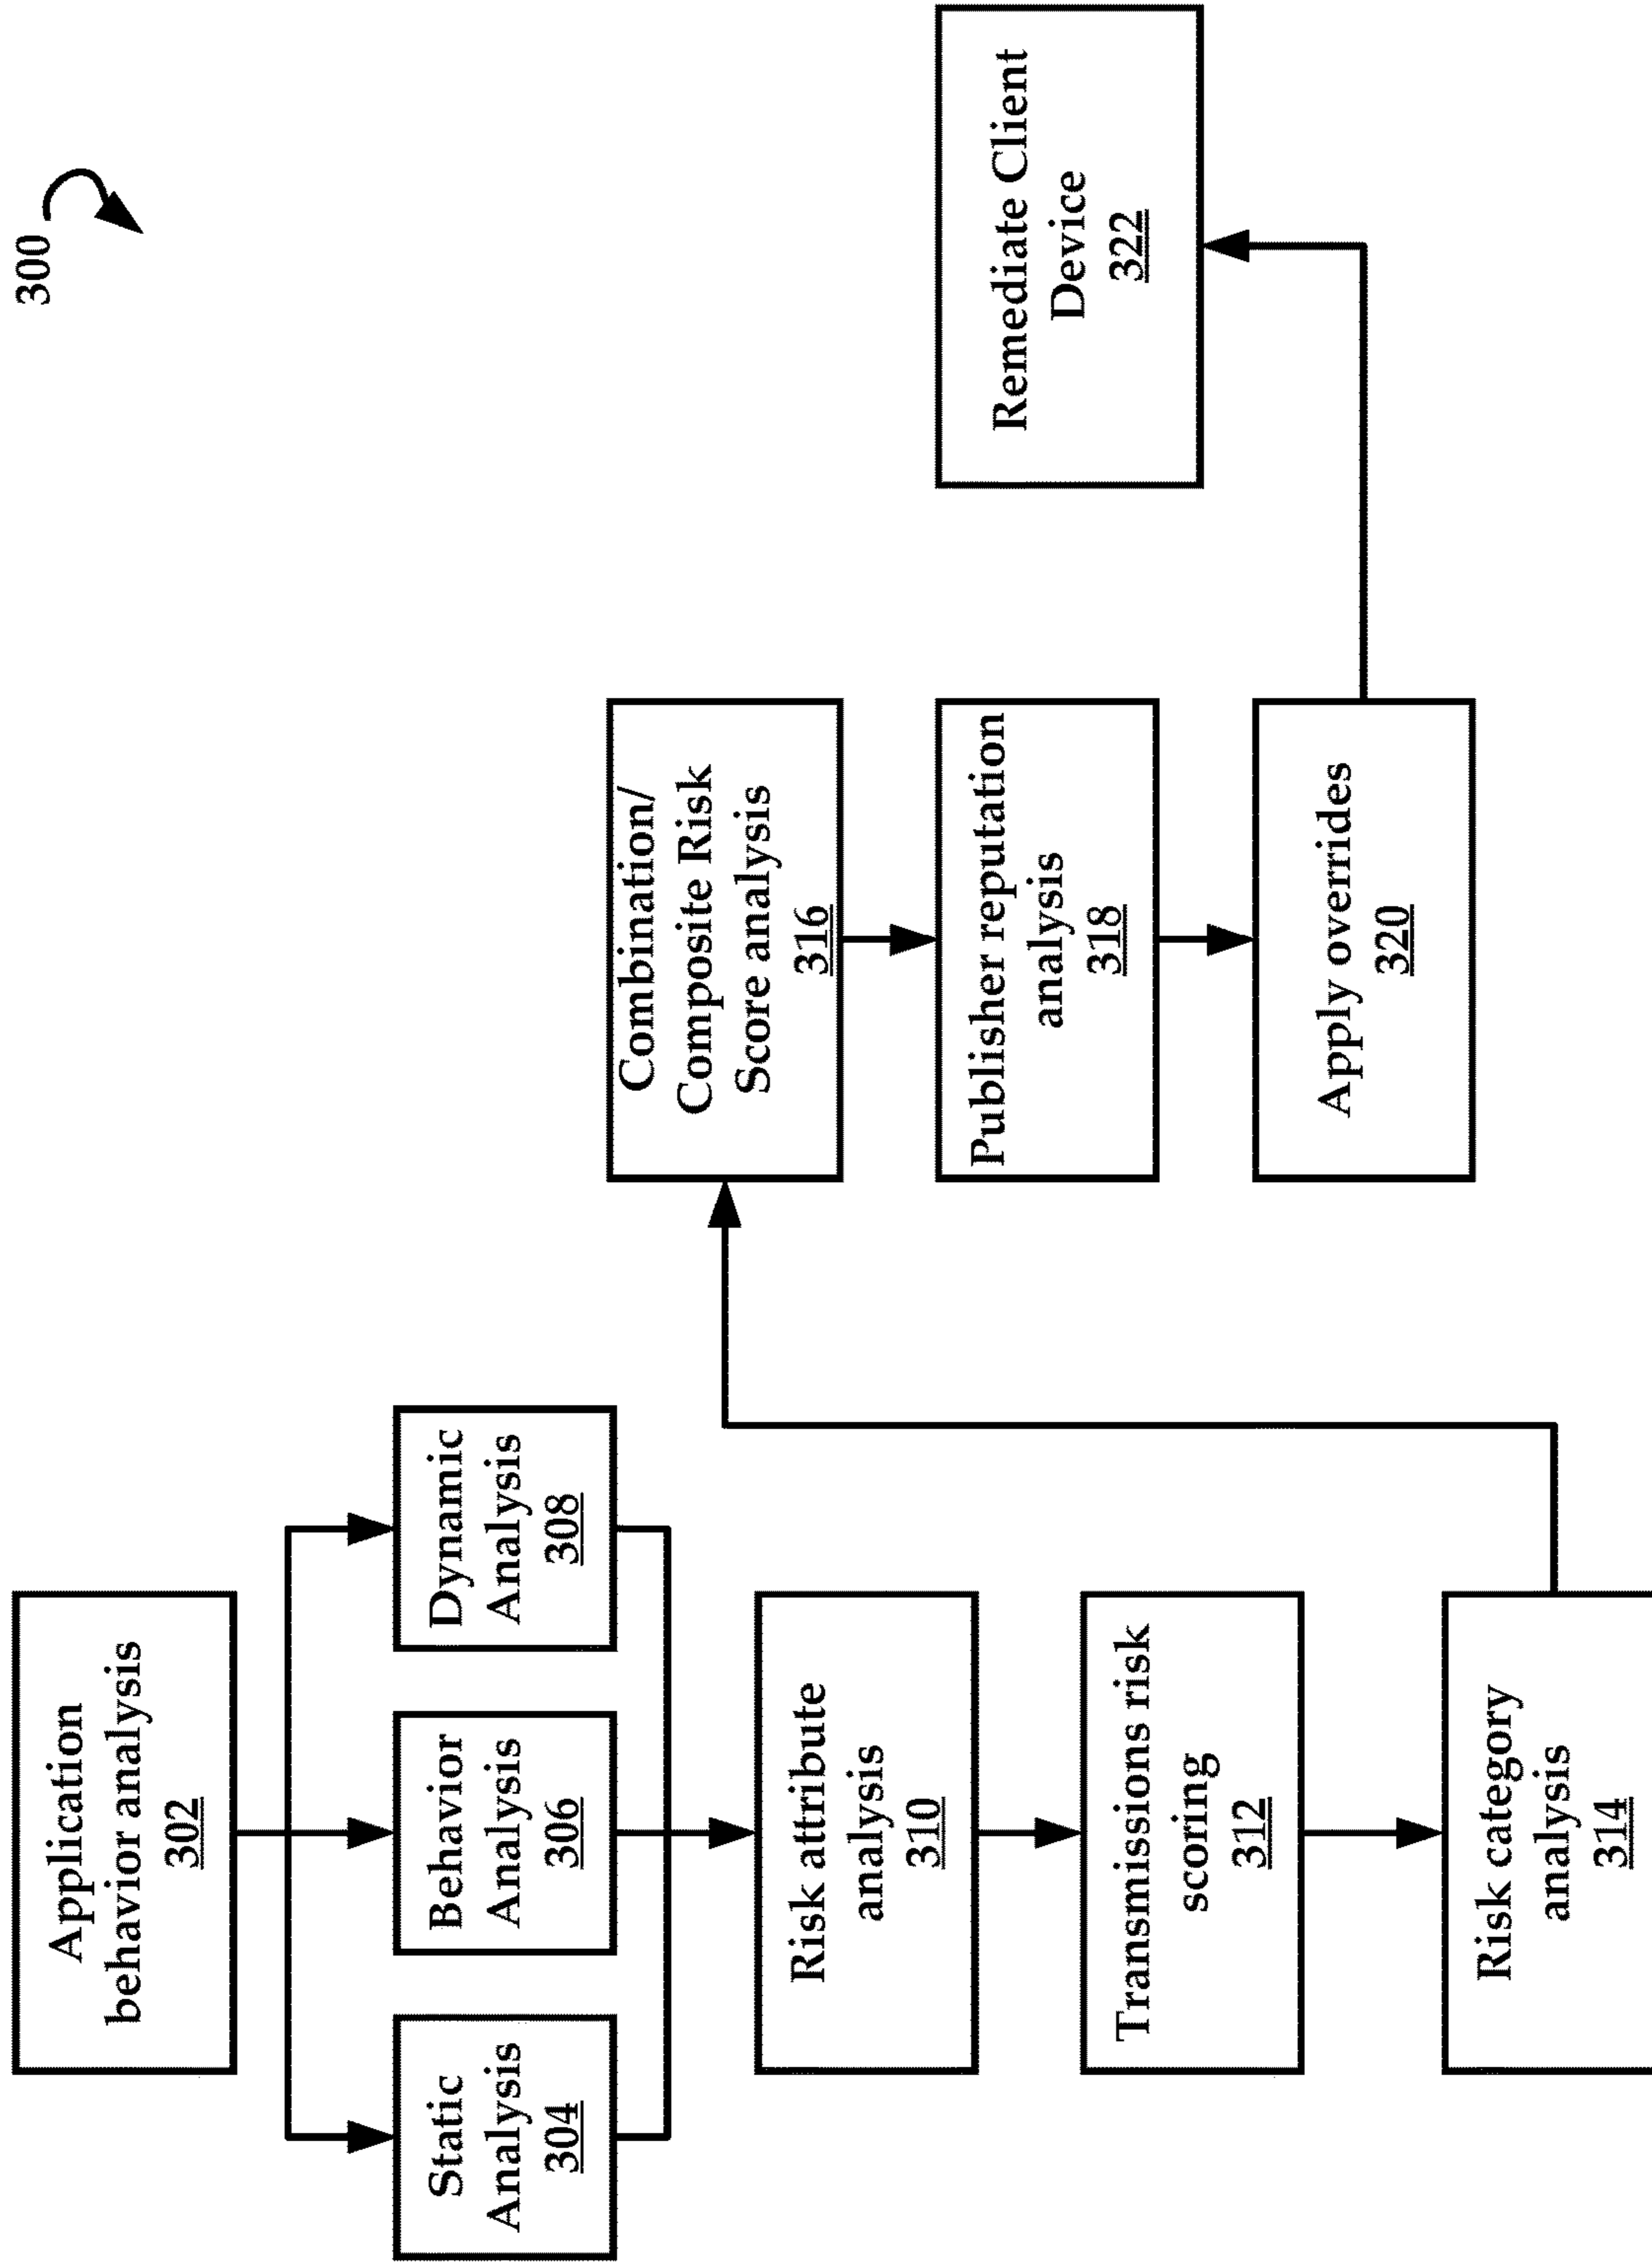 300
Application
behavior analysis
302
Static
Analysis
304
Behavior
Analysis
306
Dynamic
Analysis
308
Risk attribute
analysis
310
Transmissions risk
scoring
312
Risk category
analysis
314
Combination/
Composite Risk
Score analysis
316
Publisher reputation
analysis
318
Apply overrides
320
Remediate Client
Device
322